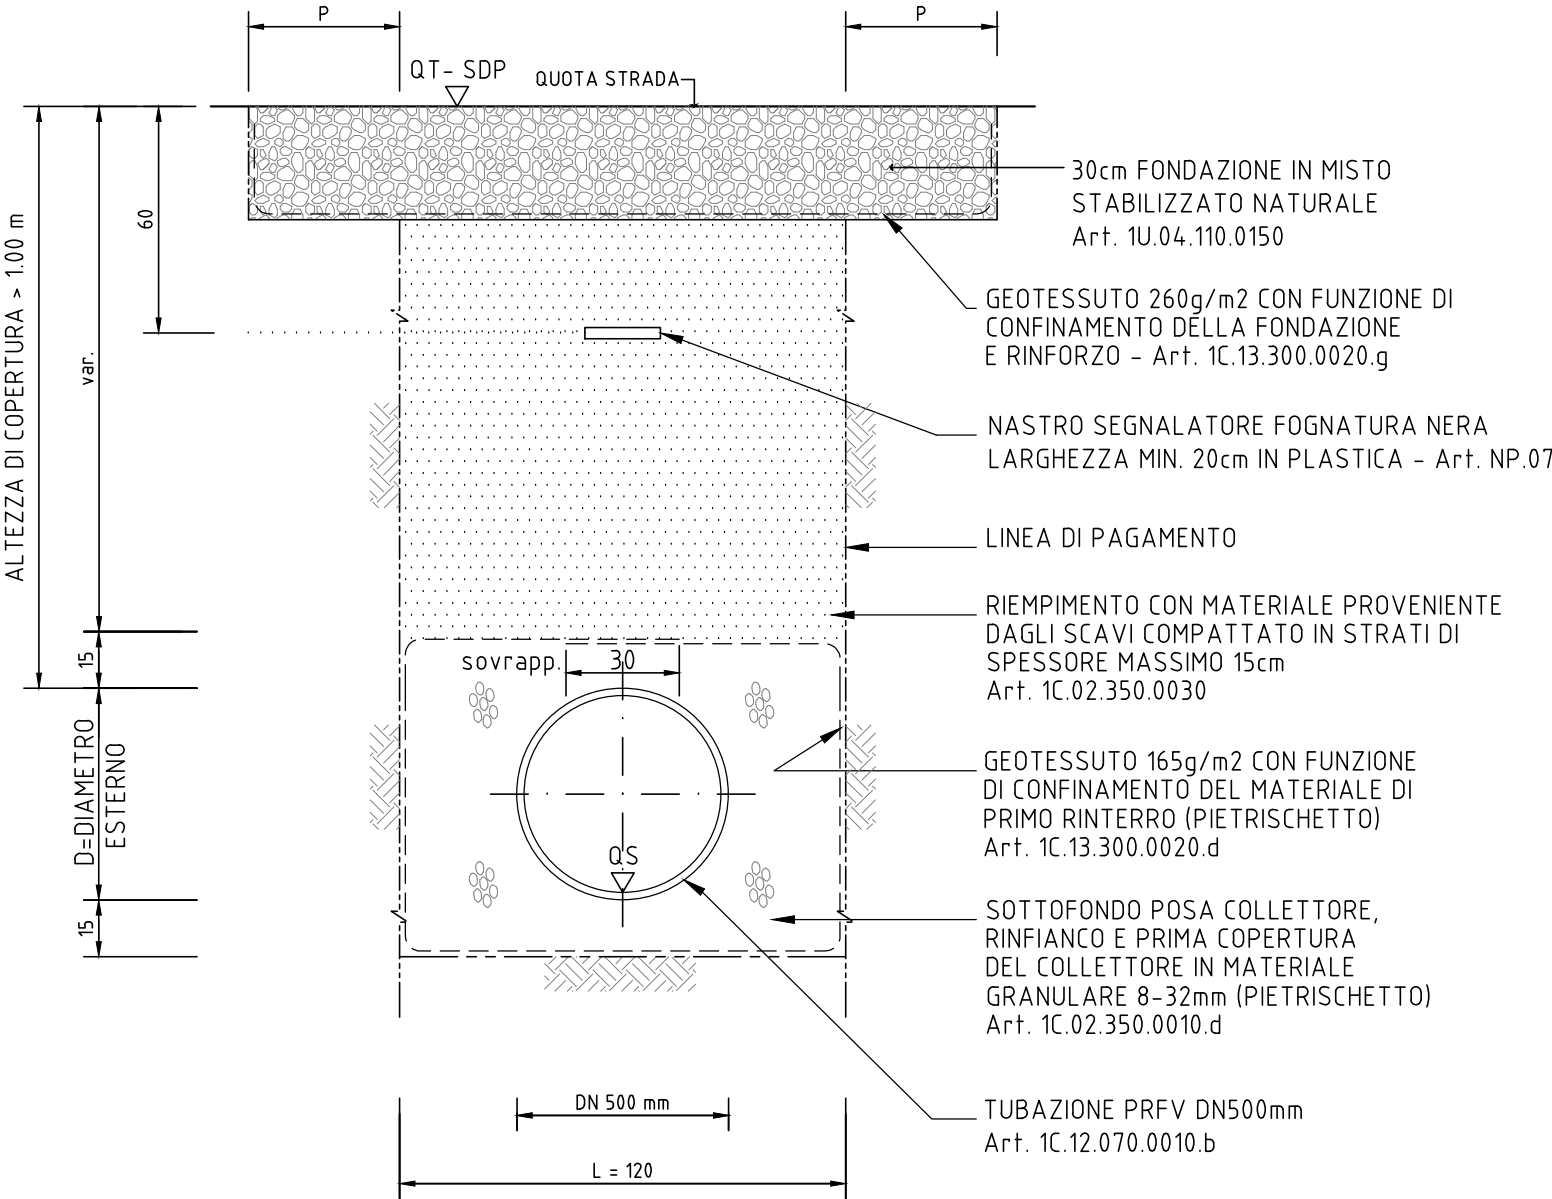 P
P
QT- SDP
QUOTA STRADA
30cm FONDAZIONE IN MISTO
STABILIZZATO NATURALE
Art. 1U.04.110.0150
60
ALTEZZA DI COPERTURA > 1.00 m
var.
GEOTESSUTO 260g/m2 CON FUNZIONE DI
CONFINAMENTO DELLA FONDAZIONE
E RINFORZO - Art. 1C.13.300.0020.g
NASTRO SEGNALATORE FOGNATURA NERA
LARGHEZZA MIN. 20cm IN PLASTICA - Art. NP.07
LINEA DI PAGAMENTO
RIEMPIMENTO CON MATERIALE PROVENIENTE
DAGLI SCAVI COMPATTATO IN STRATI DI
SPESSORE MASSIMO 15cm
Art. 1C.02.350.0030
15
sovrapp.
30
D=DIAMETRO
ESTERNO
GEOTESSUTO 165g/m2 CON FUNZIONE
DI CONFINAMENTO DEL MATERIALE DI
PRIMO RINTERRO (PIETRISCHETTO)
Art. 1C.13.300.0020.d
QS
15
SOTTOFONDO POSA COLLETTORE,
RINFIANCO E PRIMA COPERTURA
DEL COLLETTORE IN MATERIALE
GRANULARE 8-32mm (PIETRISCHETTO)
Art. 1C.02.350.0010.d
DN 500 mm
TUBAZIONE PRFV DN500mm
Art. 1C.12.070.0010.b
L = 120